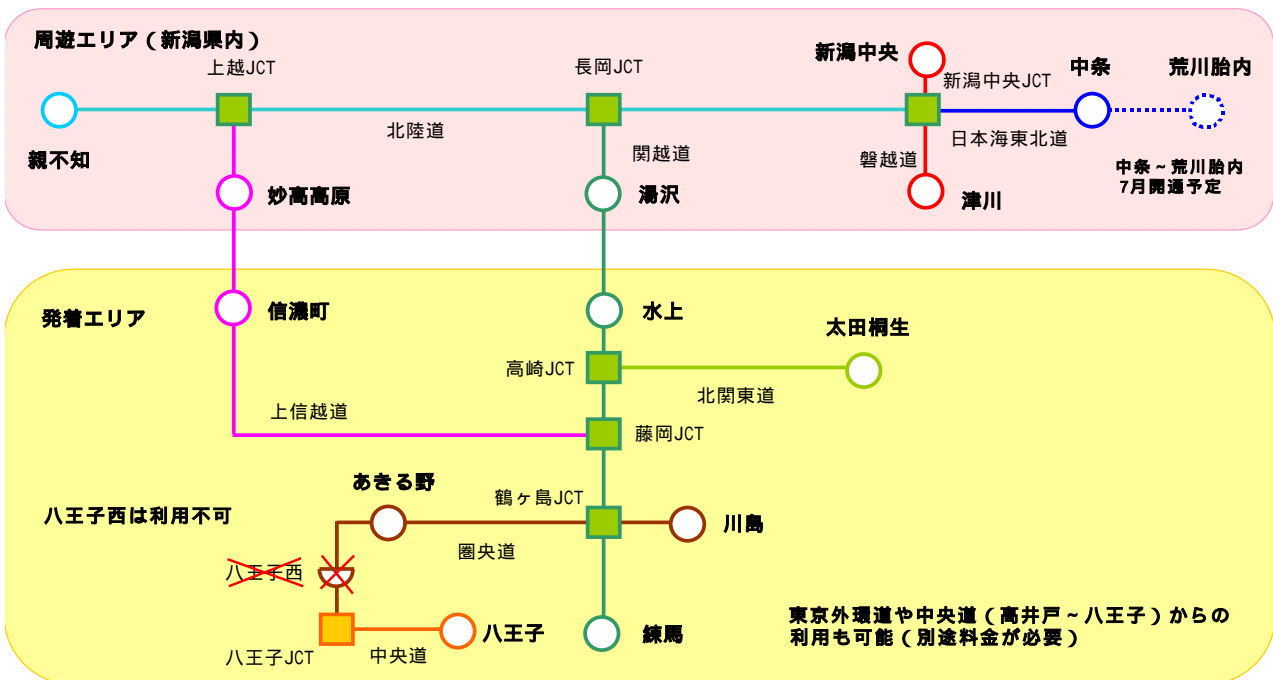 周遊エリア（新潟県内）
上越JCT
長岡JCT
新潟中央
新潟中央JCT
中条
荒川胎内
北陸道
親不知
関越道
磐越道
日本海東北道
中条～荒川胎内
7月開通予定
妙高高原
湯沢
津川
発着エリア
信濃町
水上
太田桐生
高崎JCT
北関東道
上信越道
藤岡JCT
あきる野
鶴ヶ島JCT
八王子西は利用不可
川島
圏央道
八王子西
八王子
練馬
八王子JCT
中央道
東京外環道や中央道（高井戸～八王子）からの
利用も可能（別途料金が必要）